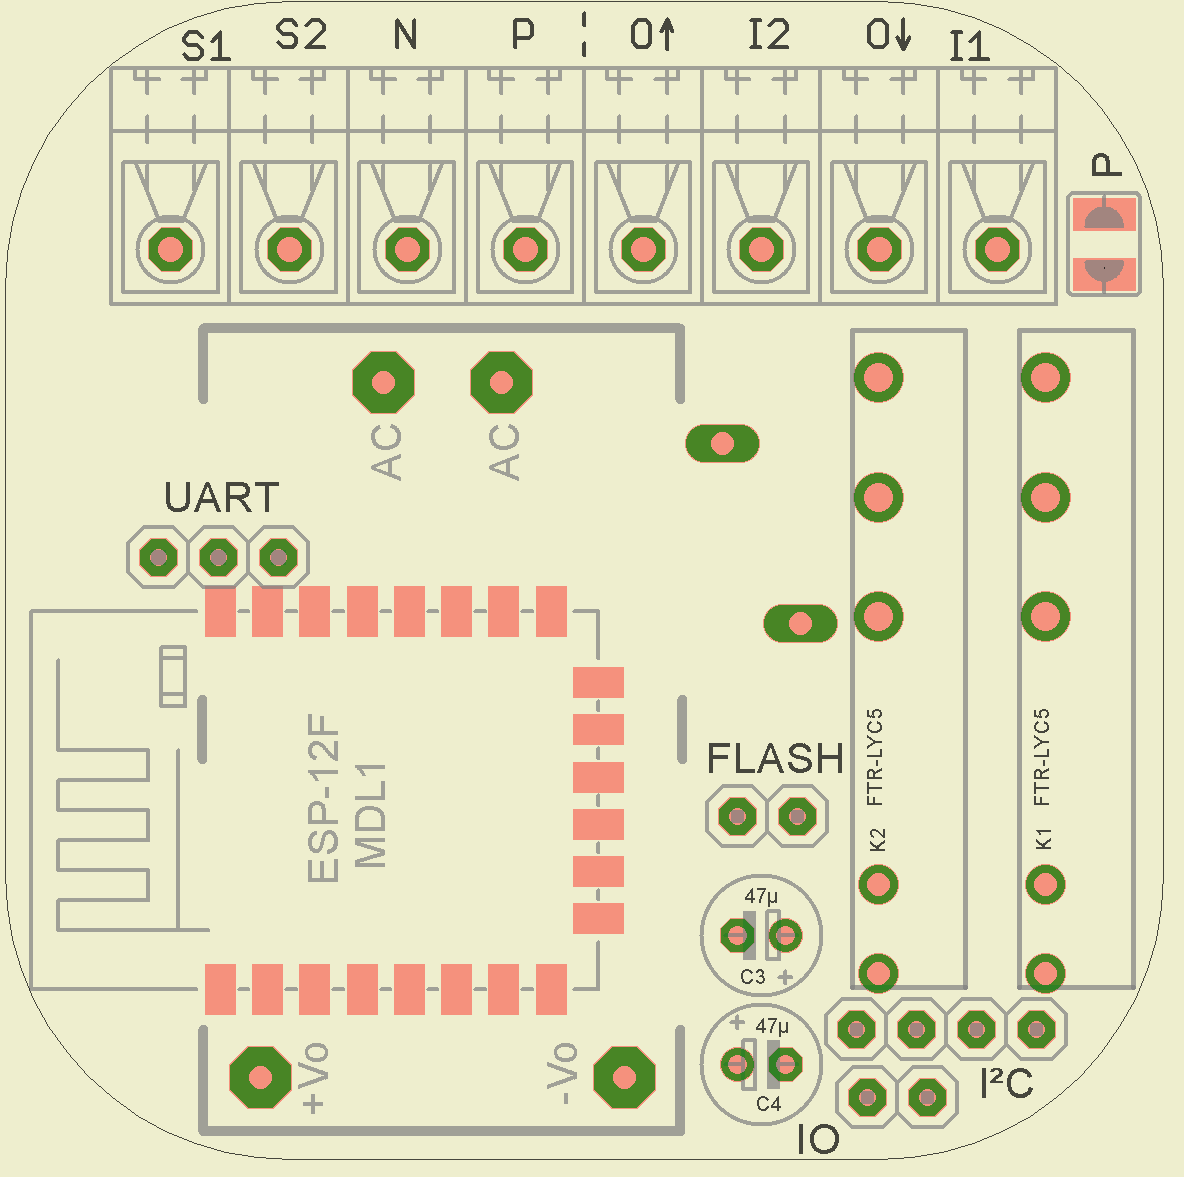 S1 S2 N P O↑ I2 O↓ I1
P
AC AC
UART
ESP-12F
MDL1
FLASH
FTR-LYC5
K2
FTR-LYC5
K1
47µ
C3 +
+ 47µ
C4
+Vo -Vo
I²C
IO